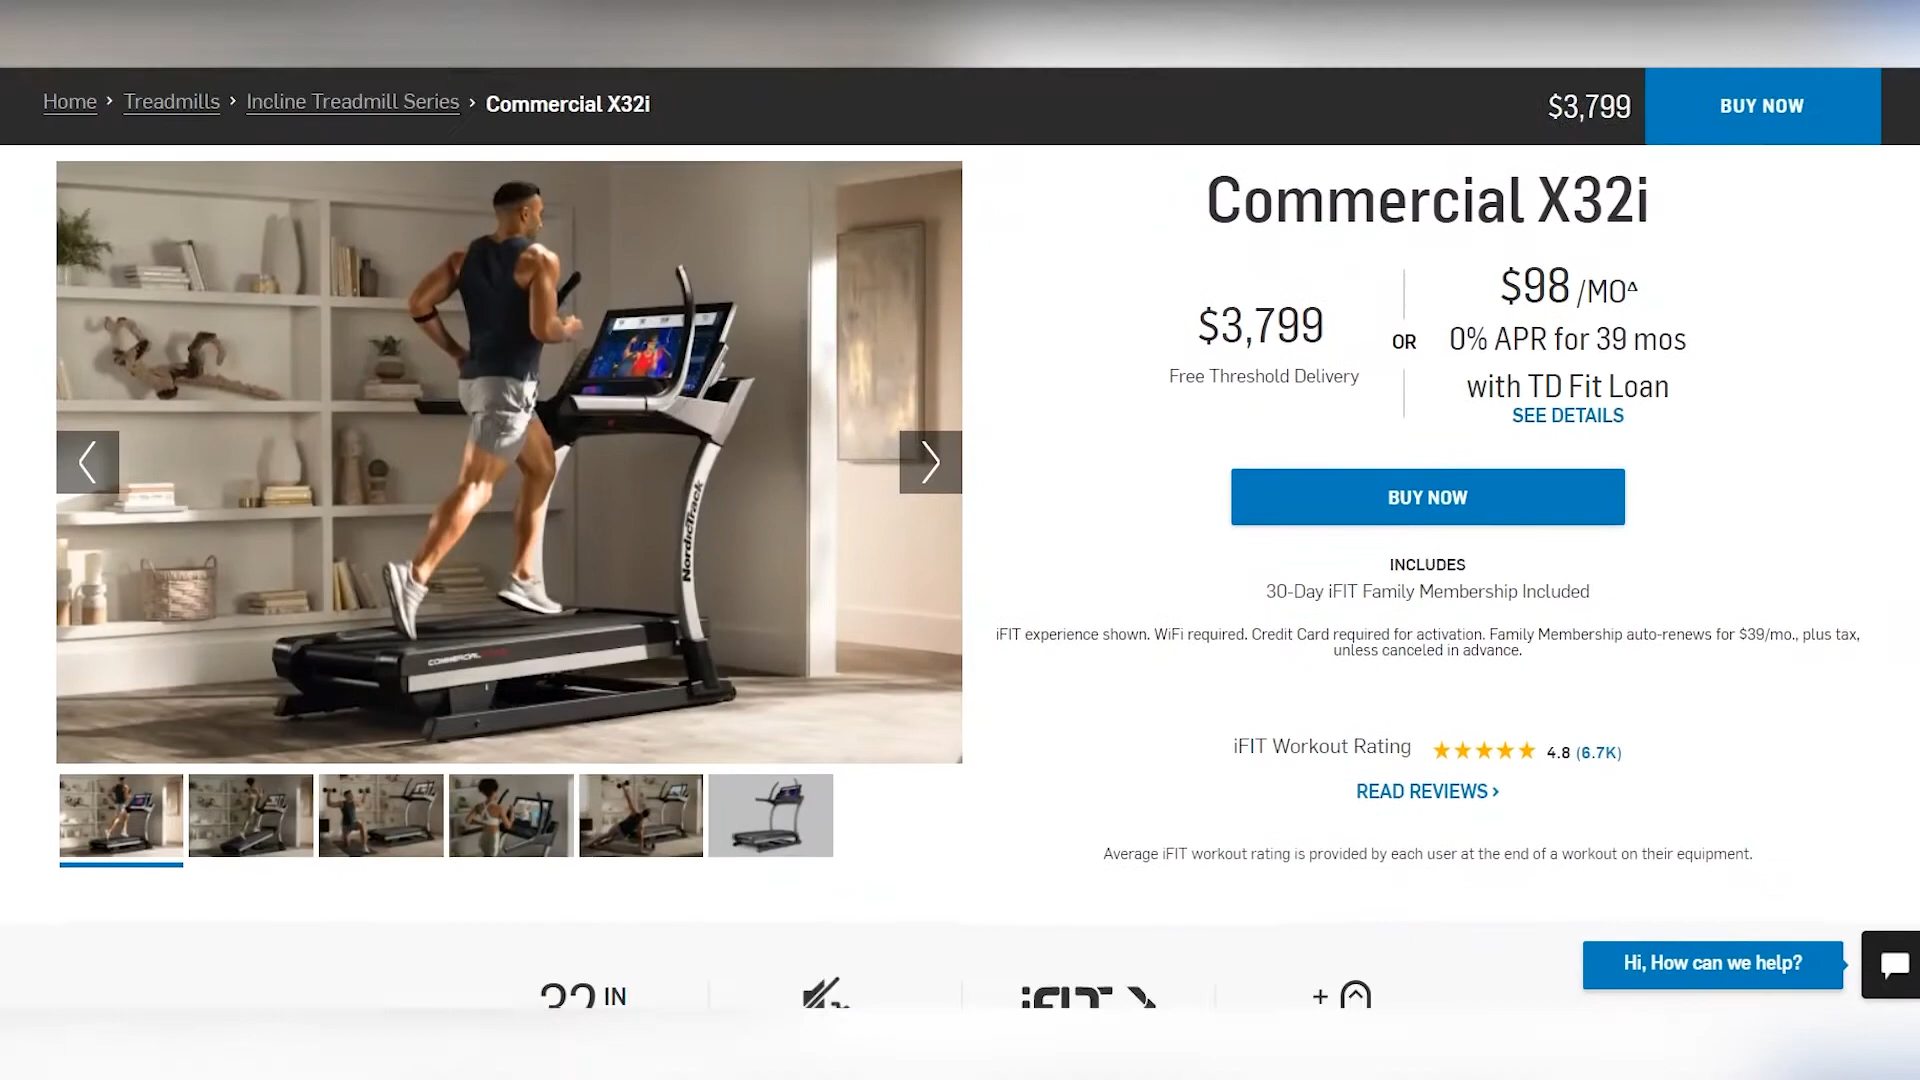 Home › Treadmills › Incline Treadmill Series › Commercial X32i
$3,799
BUY NOW
NordicTrack
COMMERCIAL
Commercial X32i
$3,799
Free Threshold Delivery
OR
$98 /MO∆
0% APR for 39 mos
with TD Fit Loan
SEE DETAILS
BUY NOW
INCLUDES
30-Day iFIT Family Membership Included
iFIT experience shown. WiFi required. Credit Card required for activation. Family Membership auto-renews for $39/mo., plus tax,
unless canceled in advance.
iFIT Workout Rating
4.8 (6.7K)
READ REVIEWS ›
Average iFIT workout rating is provided by each user at the end of a workout on their equipment.
Hi, How can we help?
32 IN
iFIT
+